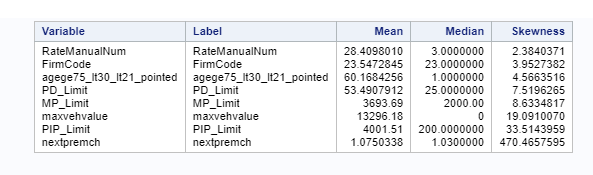 Variable Label Mean Median Skewness
RateManualNum RateManualNum 28.4098010 3.0000000 2.3840371
FirmCode FirmCode 23.5472845 23.0000000 3.9527382
agege75_lt30_lt21_pointed agege75_lt30_lt21_pointed 60.1684256 1.0000000 4.5663516
PD_Limit PD_Limit 53.4907912 25.0000000 7.5196265
MP_Limit MP_Limit 3693.69 2000.00 8.6334817
maxvehvalue maxvehvalue 13296.18 0 19.0910070
PIP_Limit PIP_Limit 4001.51 200.0000000 33.5143959
nextpremch nextpremch 1.0750338 1.0300000 470.4657595